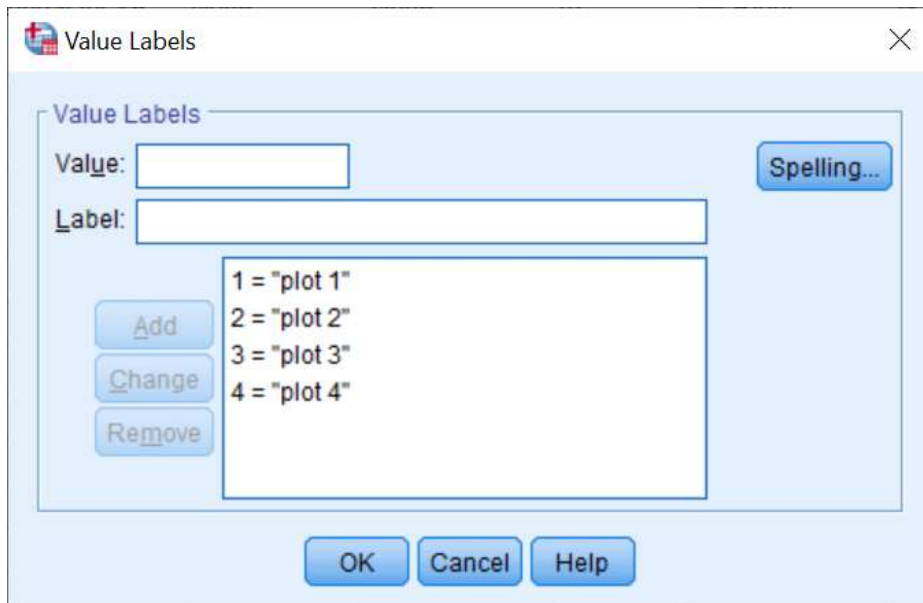 Value Labels
Value Labels
Value:
Spelling...
Label:
1 = "plot 1"
2 = "plot 2"
3 = "plot 3"
4 = "plot 4"
Add
Change
Remove
OK Cancel Help